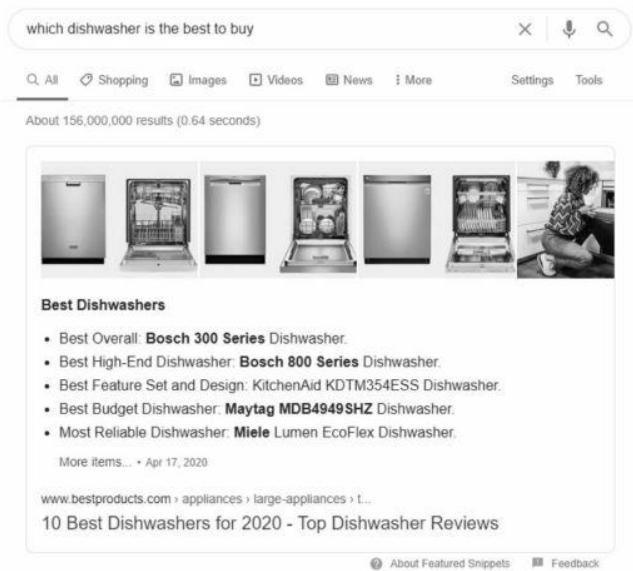 which dishwasher is the best to buy
All Shopping Images Videos News More Settings Tools
About 156,000,000 results (0.64 seconds)
Best Dishwashers
• Best Overall: Bosch 300 Series Dishwasher.
• Best High-End Dishwasher: Bosch 800 Series Dishwasher.
• Best Feature Set and Design: KitchenAid KDTM354ESS Dishwasher.
• Best Budget Dishwasher: Maytag MDB4949SHZ Dishwasher.
• Most Reliable Dishwasher: Miele Lumen EcoFlex Dishwasher.
More items... • Apr 17, 2020
www.bestproducts.com › appliances › large-appliances › t...
10 Best Dishwashers for 2020 - Top Dishwasher Reviews
About Featured Snippets Feedback